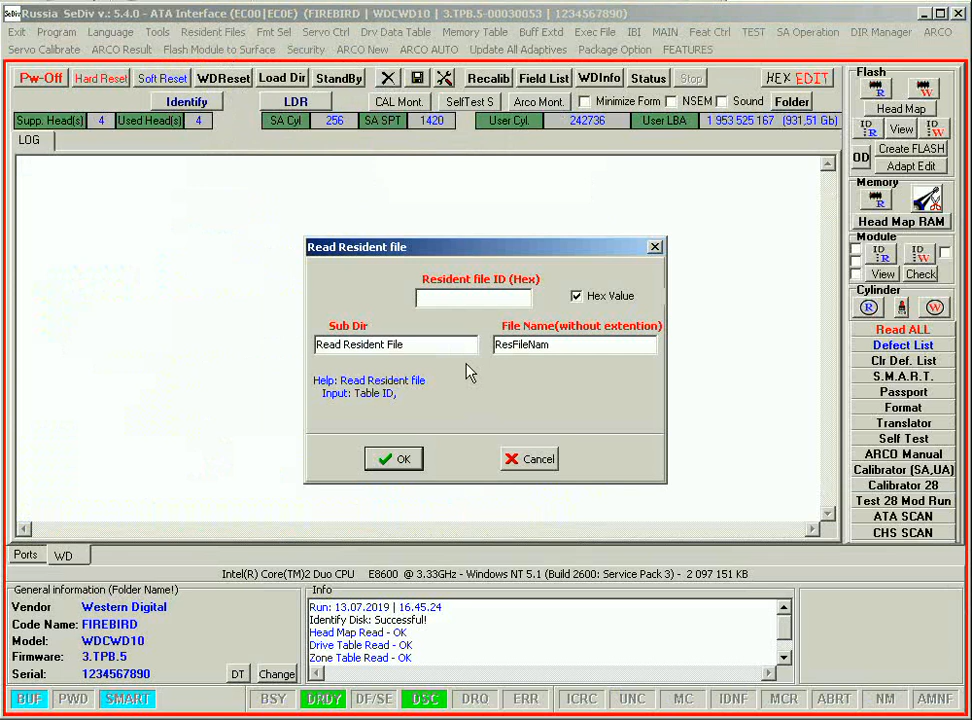 SeDiv Russia SeDiv v.: 5.4.0 - ATA Interface (EC00|EC0E) (FIREBIRD | WDCWD10 | 3.TPB.5-00030053 | 1234567890)
Exit Program Language Tools Resident Files Fmt Sel Servo Ctrl Drv Data Table Memory Table Buff Extd Exec File IBI MAIN Feat Ctrl TEST SA Operation DIR Manager ARCO
Servo Calibrate ARCO Result Flash Module to Surface Security ARCO New ARCO AUTO Update All Adaptives Package Option FEATURES
Pw-Off Hard Reset Soft Reset WDReset Load Dir StandBy Recalib Field List WDInfo Status Stop HEX EDIT
Identify LDR CAL Mont. SelfTest S Arco Mont. Minimize Form NSEM Sound Folder
Supp. Head(s) 4 Used Head(s) 4 SA Cyl. 256 SA SPT 1420 User Cyl. 242736 User LBA 1 953 525 167 (931,51 Gb)
LOG
Read Resident file
Resident file ID (Hex)
Hex Value
Sub Dir File Name(without extention)
Read Resident File ResFileNam
Help: Read Resident file
Input: Table ID,
OK Cancel
Flash
R W
Head Map
ID R View ID W
OD Create FLASH
Adapt Edit
Memory
R
Head Map RAM
Module
ID R ID W
View Check
Cylinder
R W
Read ALL
Defect List
Clr Def. List
S.M.A.R.T.
Passport
Format
Translator
Self Test
ARCO Manual
Calibrator (SA,UA)
Calibrator 28
Test 28 Mod Run
ATA SCAN
CHS SCAN
Ports WD
Intel(R) Core(TM)2 Duo CPU E8600 @ 3.33GHz - Windows NT 5.1 (Build 2600: Service Pack 3) - 2 097 151 KB
General information (Folder Name!)
Vendor Western Digital
Code Name: FIREBIRD
Model: WDCWD10
Firmware: 3.TPB.5
Serial: 1234567890 DT Change
Info
Run: 13.07.2019 | 16.45.24
Identify Disk: Successful!
Head Map Read - OK
Drive Table Read - OK
Zone Table Read - OK
BUF PWD SMART BSY DRDY DF/SE DSC DRQ ERR ICRC UNC MC IDNF MCR ABRT NM AMNF